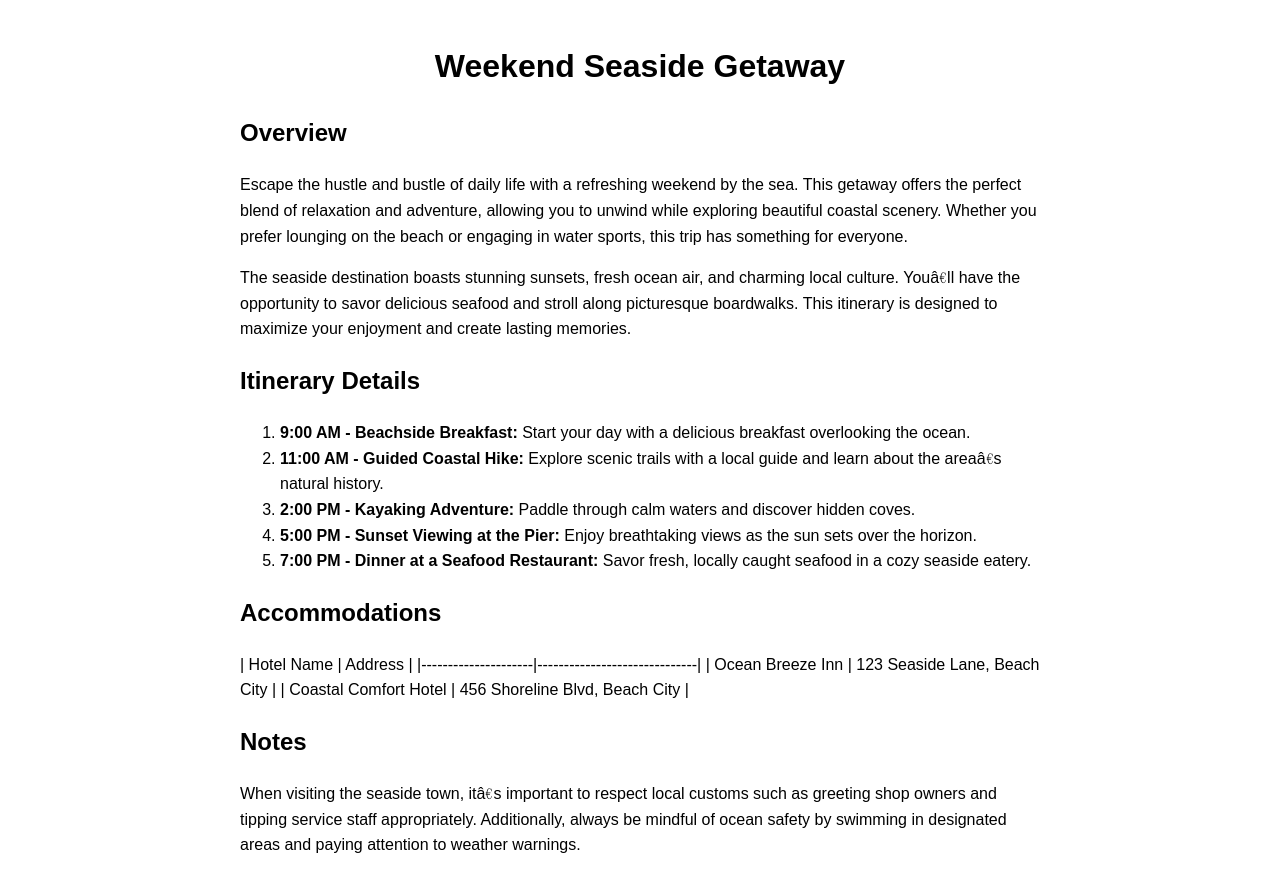 Weekend Seaside Getaway
Overview
Escape the hustle and bustle of daily life with a refreshing weekend by the sea. This getaway offers the perfect
blend of relaxation and adventure, allowing you to unwind while exploring beautiful coastal scenery. Whether you
prefer lounging on the beach or engaging in water sports, this trip has something for everyone.
The seaside destination boasts stunning sunsets, fresh ocean air, and charming local culture. Youâ€ll have the
opportunity to savor delicious seafood and stroll along picturesque boardwalks. This itinerary is designed to
maximize your enjoyment and create lasting memories.
Itinerary Details
1. 9:00 AM - Beachside Breakfast: Start your day with a delicious breakfast overlooking the ocean.
2. 11:00 AM - Guided Coastal Hike: Explore scenic trails with a local guide and learn about the areaâ€s
natural history.
3. 2:00 PM - Kayaking Adventure: Paddle through calm waters and discover hidden coves.
4. 5:00 PM - Sunset Viewing at the Pier: Enjoy breathtaking views as the sun sets over the horizon.
5. 7:00 PM - Dinner at a Seafood Restaurant: Savor fresh, locally caught seafood in a cozy seaside eatery.
Accommodations
| Hotel Name | Address | |---------------------|------------------------------| | Ocean Breeze Inn | 123 Seaside Lane, Beach
City | | Coastal Comfort Hotel | 456 Shoreline Blvd, Beach City |
Notes
When visiting the seaside town, itâ€s important to respect local customs such as greeting shop owners and
tipping service staff appropriately. Additionally, always be mindful of ocean safety by swimming in designated
areas and paying attention to weather warnings.